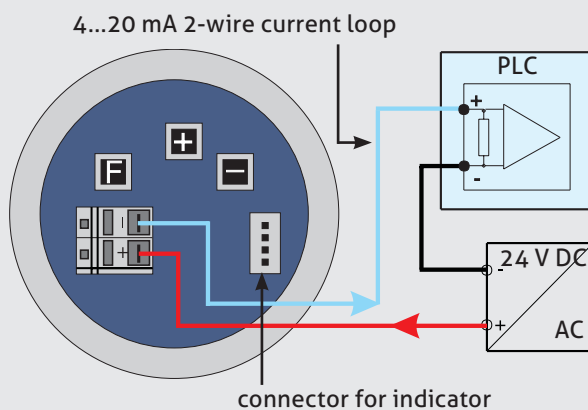 4...20 mA 2-wire current loop
PLC
+
-
+
F
−
−
+
24 V DC
-
+
AC
connector for indicator